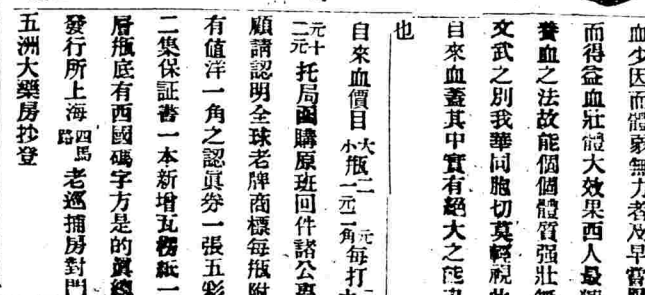 血少因而體弱無力者及早嘗
而得益血壯體大效果西人最
養血之法故能個個體質强壯無
文武之別我華同胞切莫輕視
自來血蓋其中實有絕大之能
也
自來血價目大瓶二元小瓶一元二角每打
二元十元托局函購原班回件諸公
顧請認明全球老牌商標每瓶附
有值洋一角之認眞券一張五彩
二集保証書一本新增瓦楞紙一
層瓶底有西國碼字方是的眞總
發行所上海四馬路老巡捕房對門
五洲大藥房抄登